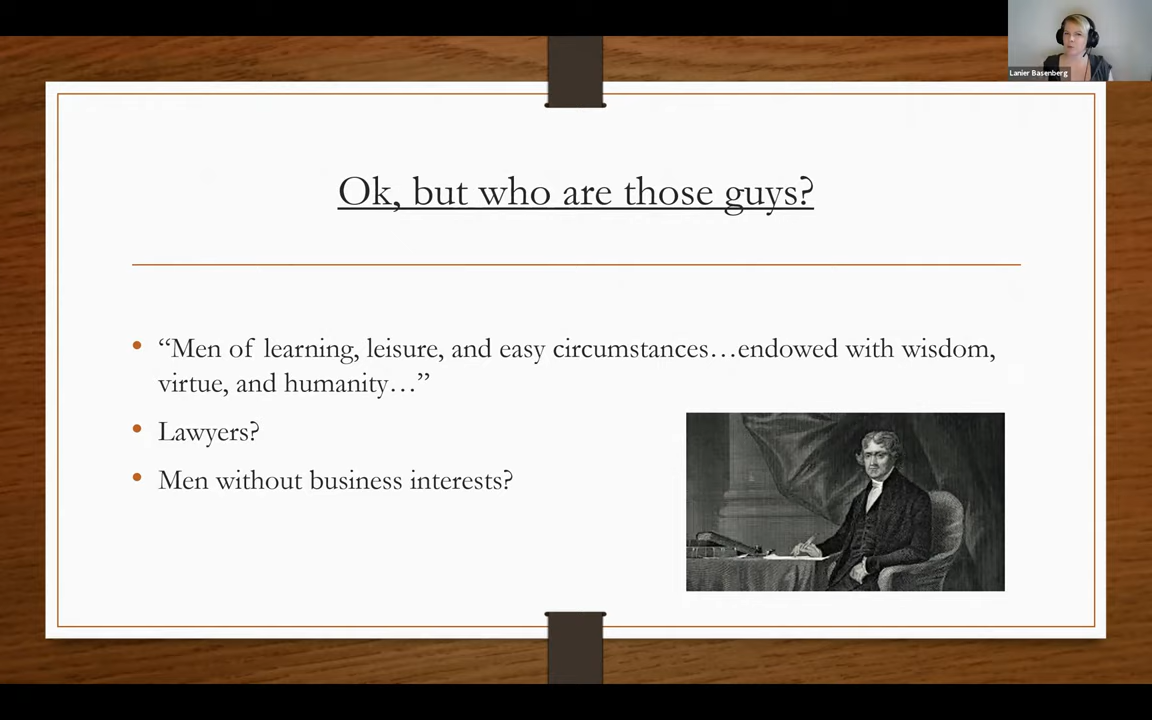 Lanier Basenberg
Ok, but who are those guys?
• “Men of learning, leisure, and easy circumstances…endowed with wisdom,
virtue, and humanity…”
• Lawyers?
• Men without business interests?